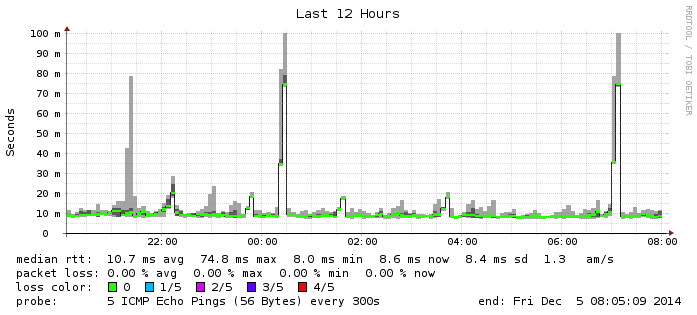 Last 12 Hours
RRDTOOL / TOBI OETIKER
Seconds
100 m
90 m
80 m
70 m
60 m
50 m
40 m
30 m
20 m
10 m
0
22:00 00:00 02:00 04:00 06:00 08:00
median rtt: 10.7 ms avg 74.8 ms max 8.0 ms min 8.6 ms now 8.4 ms sd 1.3 am/s
packet loss: 0.00 % avg 0.00 % max 0.00 % min 0.00 % now
loss color: 0 1/5 2/5 3/5 4/5
probe: 5 ICMP Echo Pings (56 Bytes) every 300s end: Fri Dec 5 08:05:09 2014